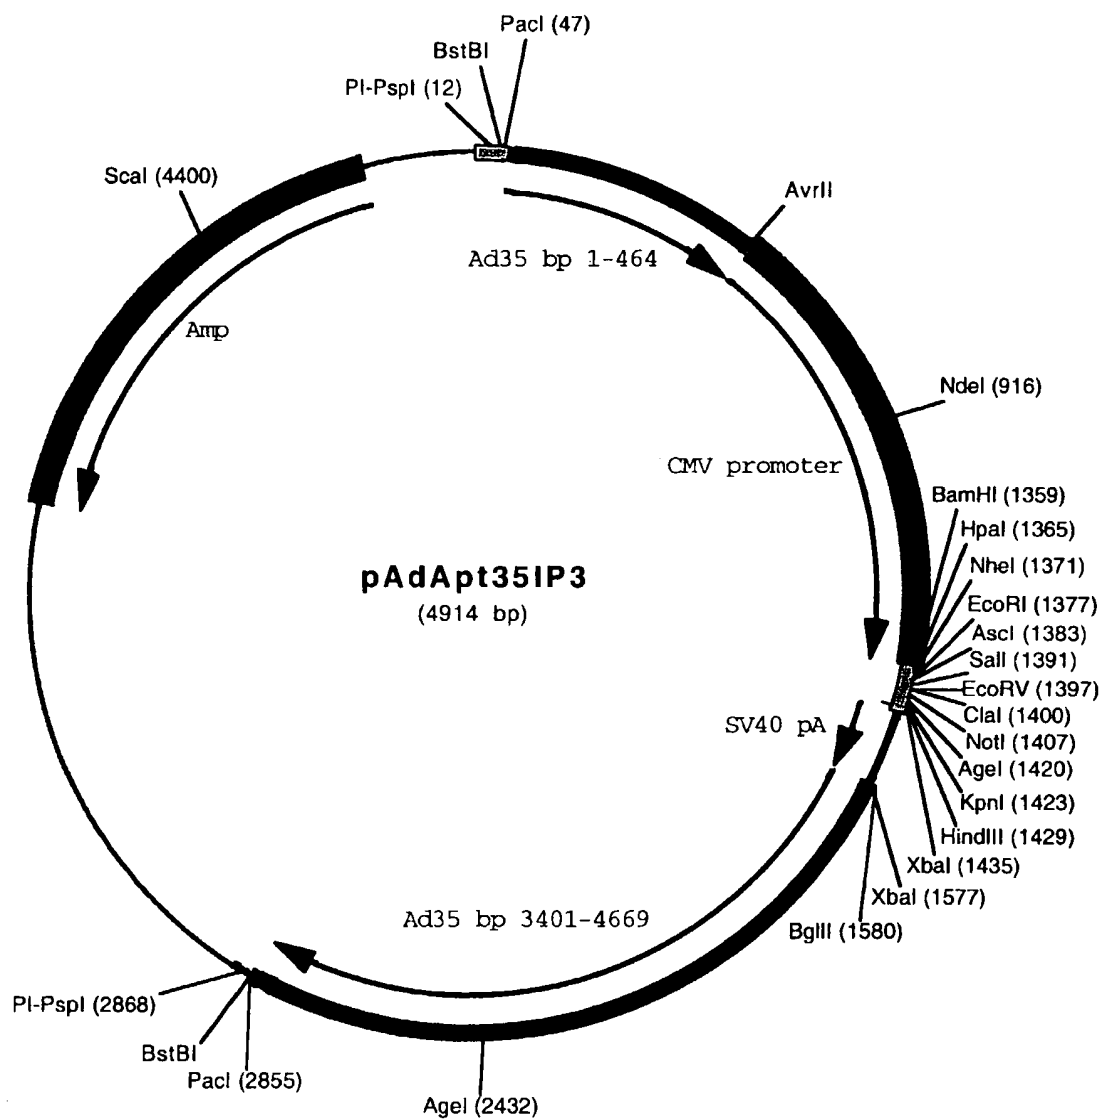 PacI (47)
BstBI
PI-PspI (12)
ScaI (4400)
AvrII
Ad35 bp 1-464
Amp
NdeI (916)
CMV promoter
BamHI (1359)
HpaI (1365)
NheI (1371)
EcoRI (1377)
AscI (1383)
SalI (1391)
EcoRV (1397)
ClaI (1400)
NotI (1407)
AgeI (1420)
KpnI (1423)
HindIII (1429)
XbaI (1435)
XbaI (1577)
BglII (1580)
pAdApt35IP3
(4914 bp)
SV40 pA
Ad35 bp 3401-4669
PI-PspI (2868)
BstBI
PacI (2855)
AgeI (2432)